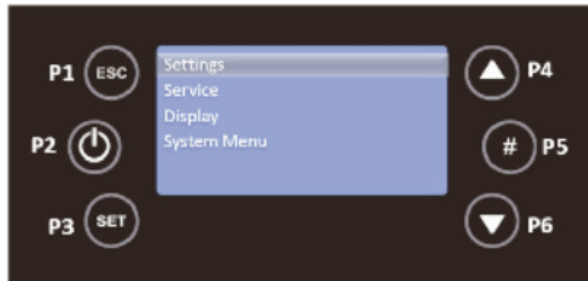 P1 ESC
P2
P3 SET
Settings
Service
Display
System Menu
P4
# P5
P6